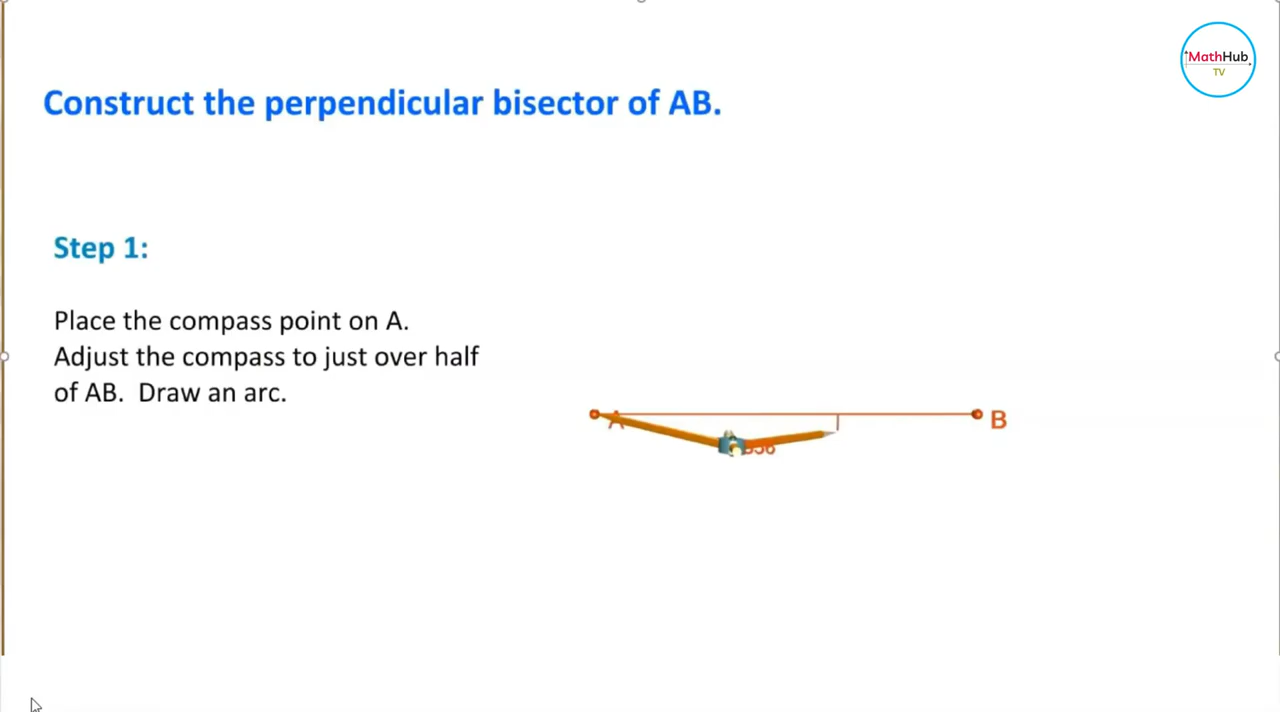 MathHub
TV
Construct the perpendicular bisector of AB.
Step 1:
Place the compass point on A.
Adjust the compass to just over half
of AB. Draw an arc.
A
B